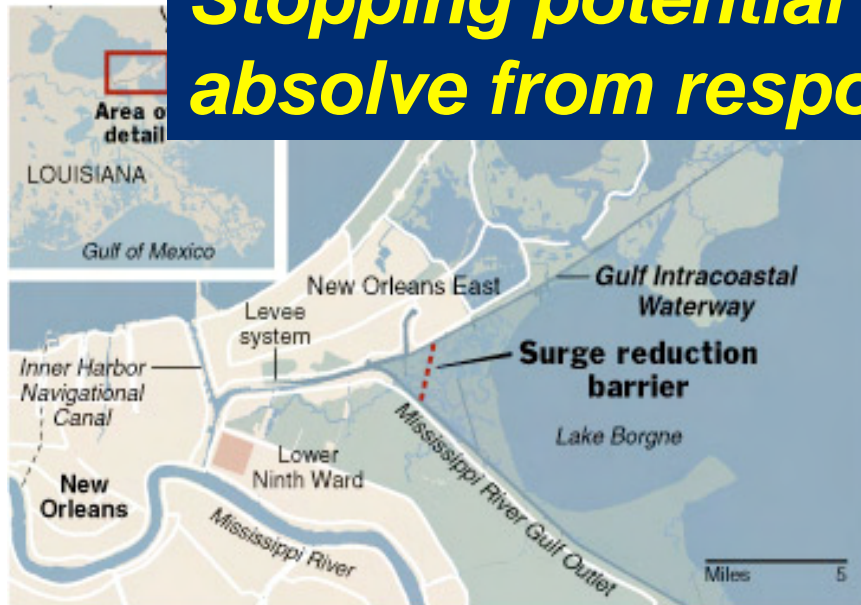 Stopping potential
absolve from respo
Area o
detail
LOUISIANA
Gulf of Mexico
New Orleans East
Gulf Intracoastal
Waterway
Levee
system
Surge reduction
barrier
Inner Harbor
Navigational
Canal
Lake Borgne
Mississippi River Gulf Outlet
Lower
Ninth Ward
New
Orleans
Mississippi River
Miles 5